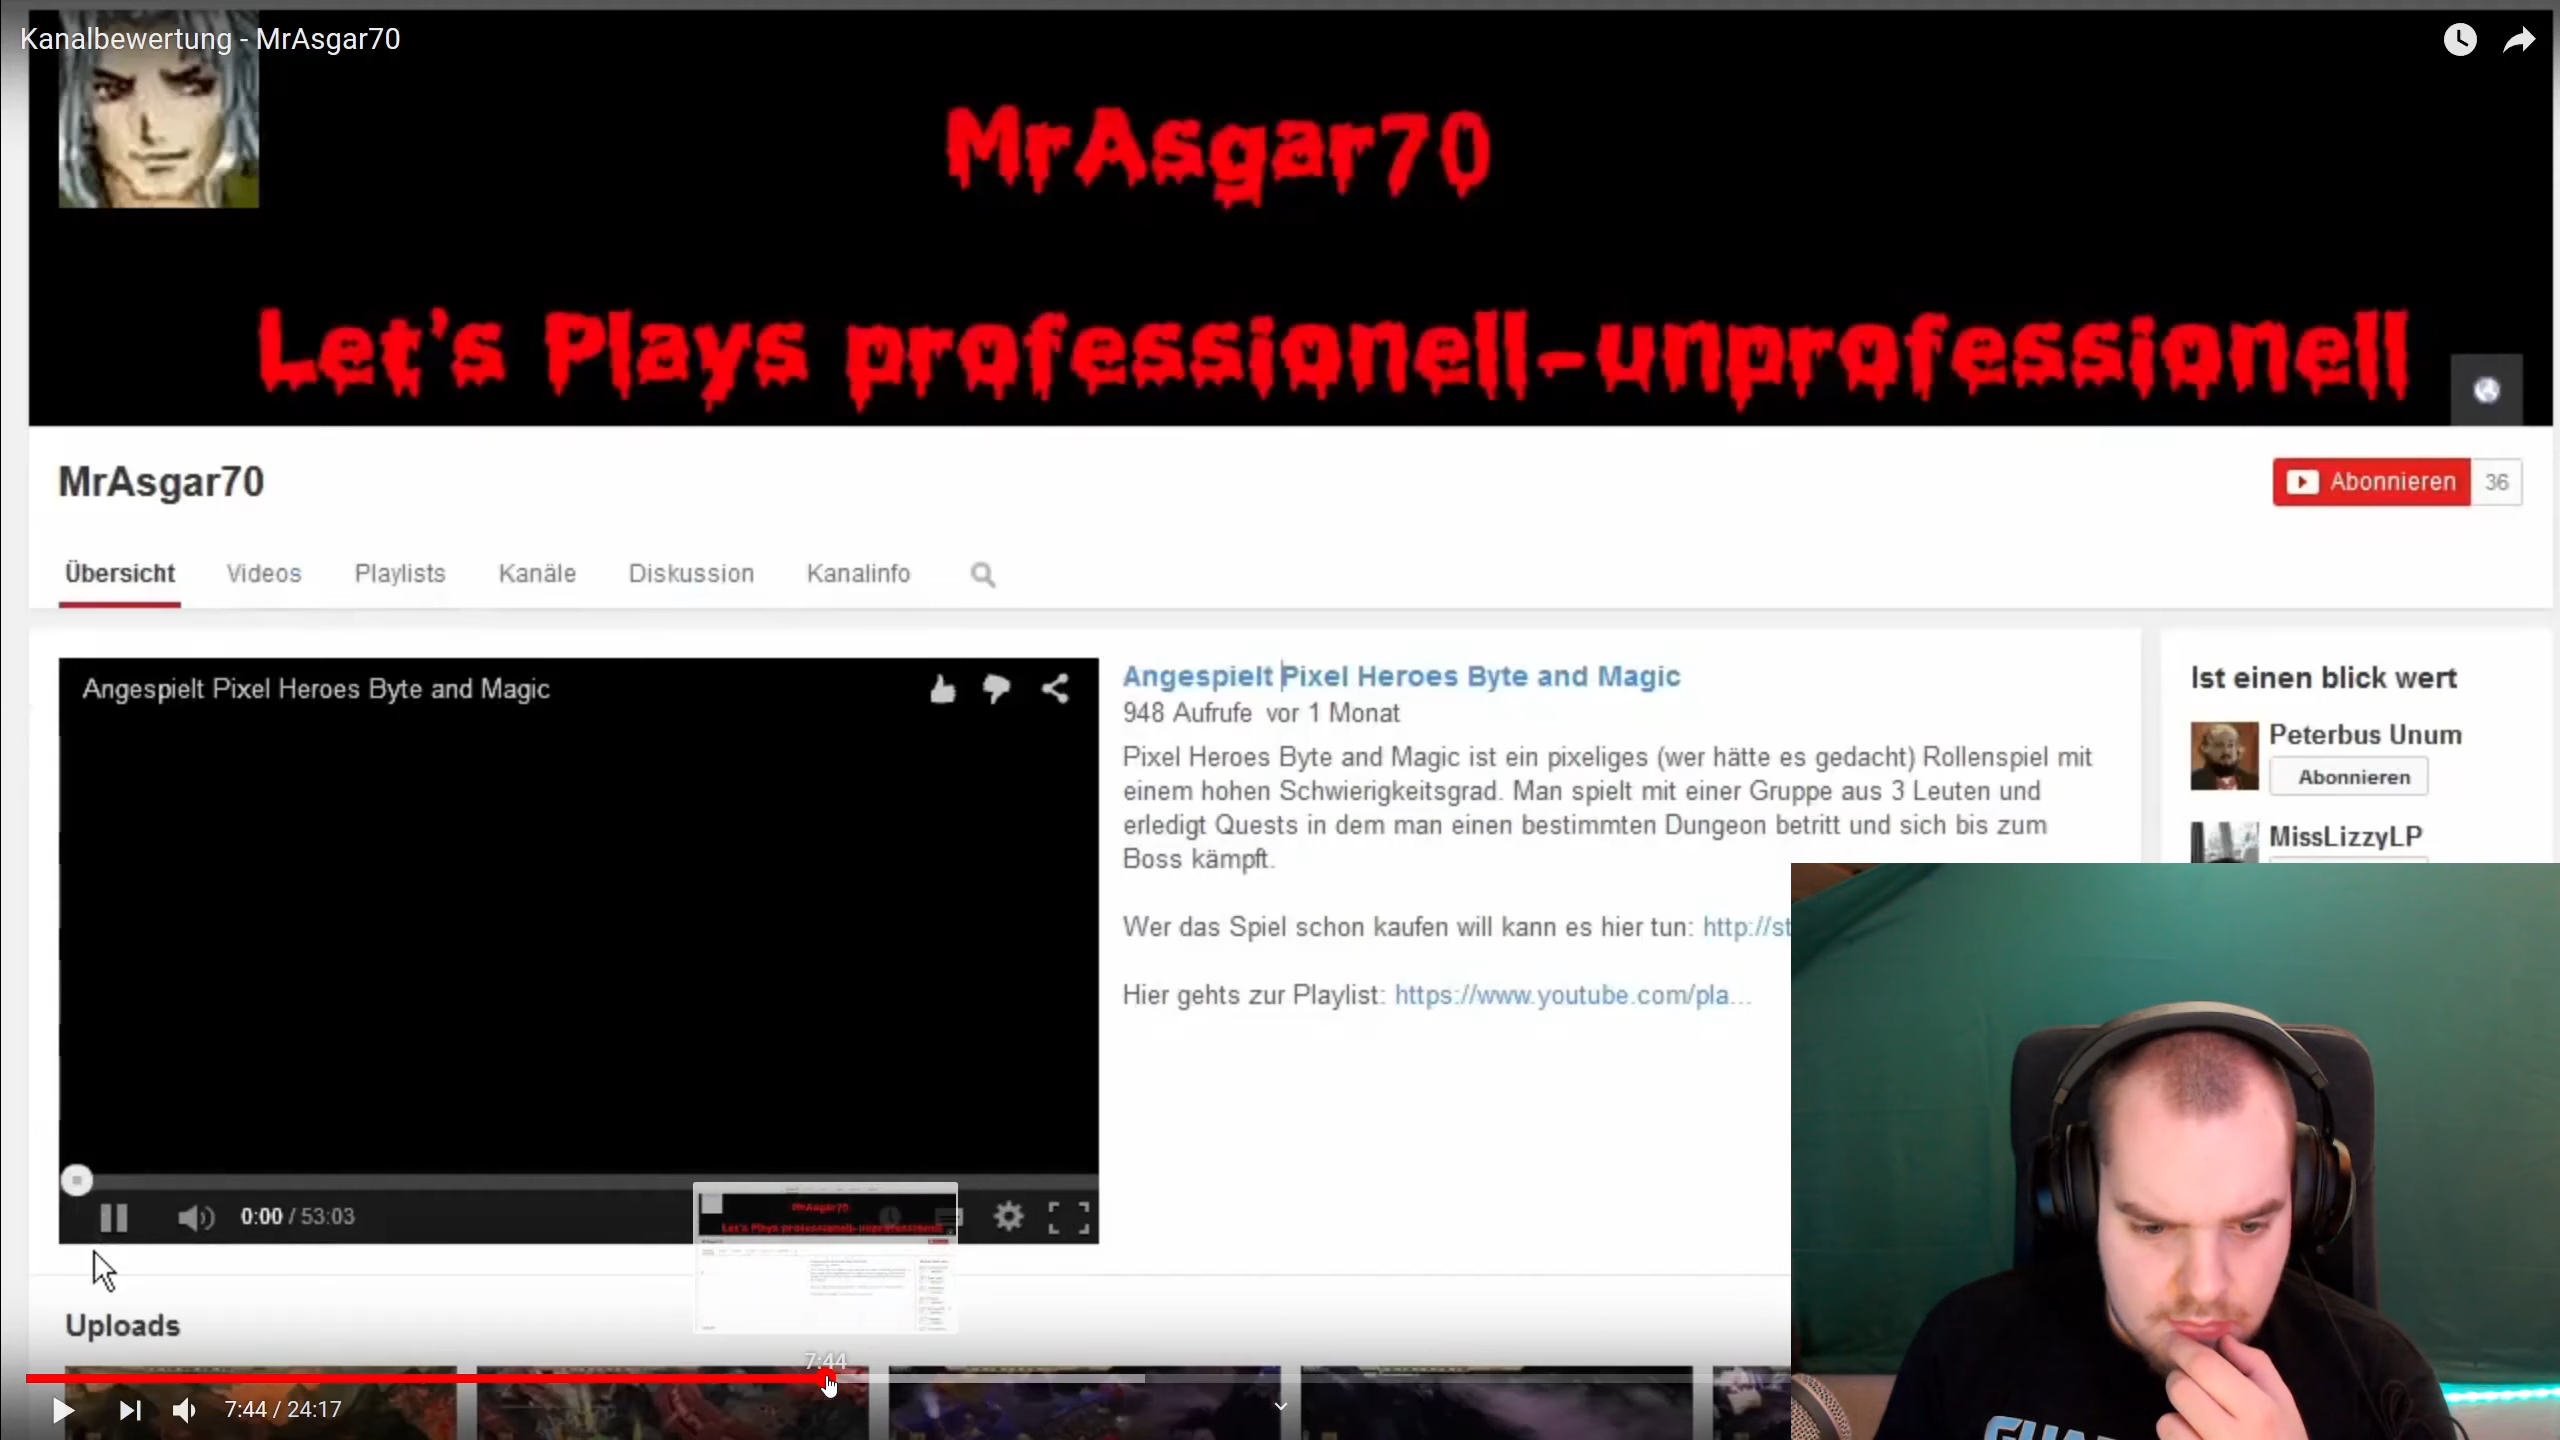 Kanalbewertung - MrAsgar70
MrAsgar70
Let's Plays professionell-unprofessionell
MrAsgar70
Abonnieren 36
Übersicht Videos Playlists Kanäle Diskussion Kanalinfo
Angespielt Pixel Heroes Byte and Magic
Angespielt Pixel Heroes Byte and Magic
948 Aufrufe vor 1 Monat
Pixel Heroes Byte and Magic ist ein pixeliges (wer hätte es gedacht) Rollenspiel mit
einem hohen Schwierigkeitsgrad. Man spielt mit einer Gruppe aus 3 Leuten und
erledigt Quests in dem man einen bestimmten Dungeon betritt und sich bis zum
Boss kämpft.
Wer das Spiel schon kaufen will kann es hier tun: http://st
Hier gehts zur Playlist: https://www.youtube.com/pla...
Ist einen blick wert
Peterbus Unum
Abonnieren
MissLizzyLP
0:00 / 53:03
MrAsgar70
Let's Plays professionell-unprofessionell
Uploads
7:44
7:44 / 24:17